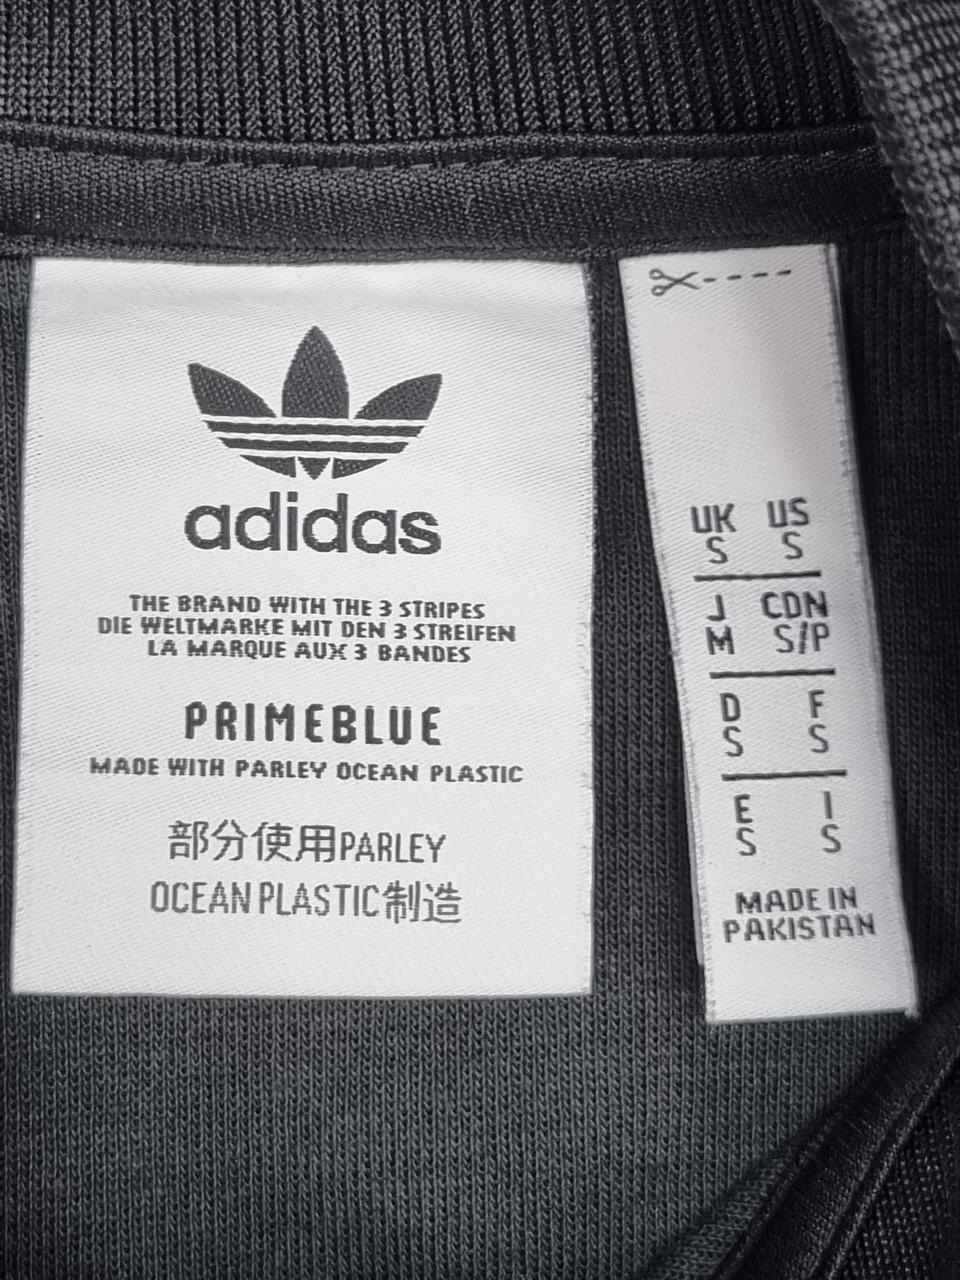 adidas
THE BRAND WITH THE 3 STRIPES
DIE WELTMARKE MIT DEN 3 STREIFEN
LA MARQUE AUX 3 BANDES
PRIMEBLUE
MADE WITH PARLEY OCEAN PLASTIC
部分使用PARLEY
OCEAN PLASTIC制造
UK US
S S
J CDN
M S/P
D F
S S
E I
S S
MADE IN
PAKISTAN